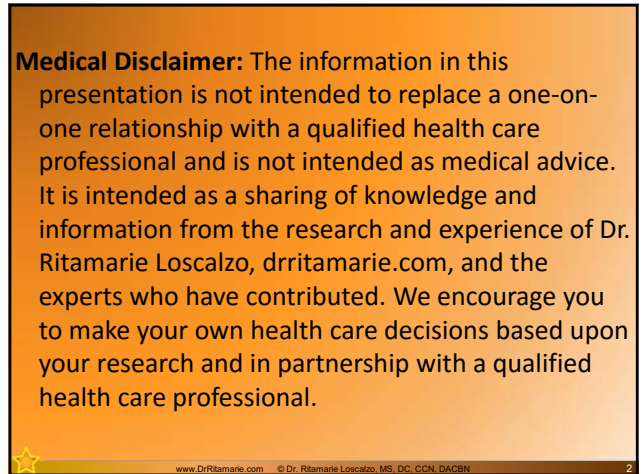 Medical Disclaimer: The information in this
presentation is not intended to replace a one-on-
one relationship with a qualified health care
professional and is not intended as medical advice.
It is intended as a sharing of knowledge and
information from the research and experience of Dr.
Ritamarie Loscalzo, drritamarie.com, and the
experts who have contributed. We encourage you
to make your own health care decisions based upon
your research and in partnership with a qualified
health care professional.
www.DrRitamarie.com © Dr. Ritamarie Loscalzo, MS, DC, CCN, DACBN 2